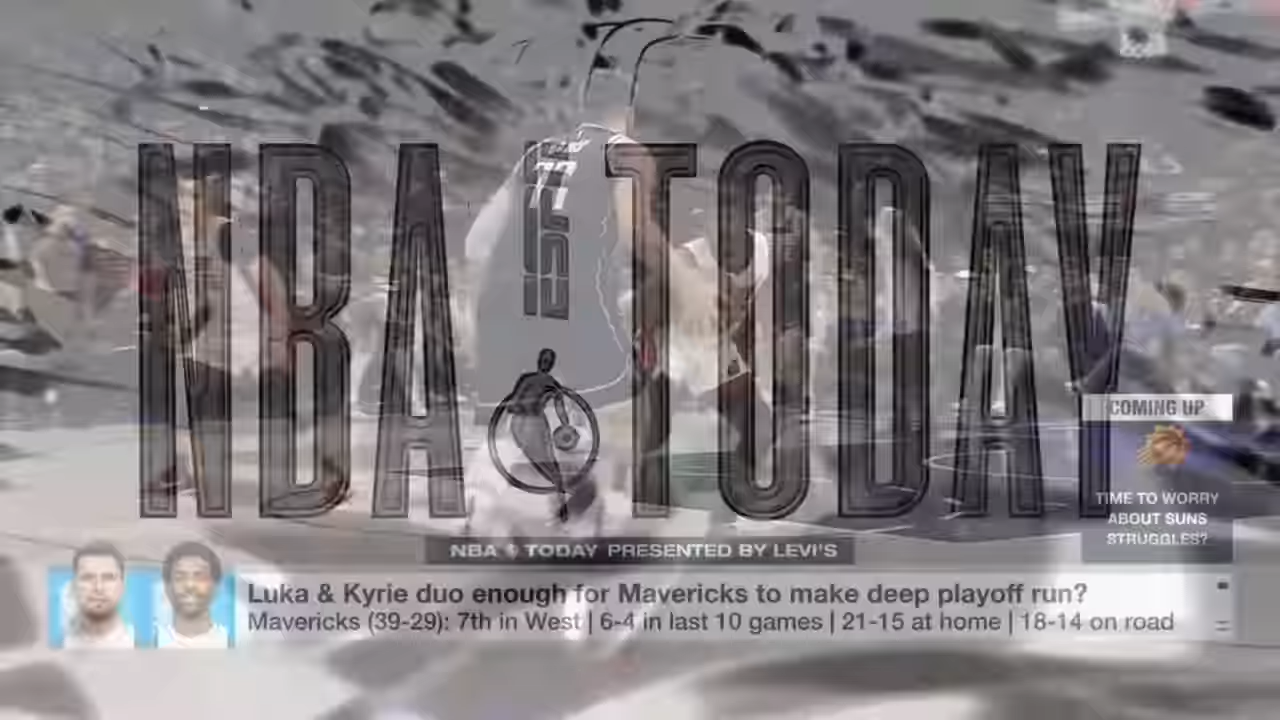 77
NBA TODAY
COMING UP
TIME TO WORRY
ABOUT SUNS
STRUGGLES?
NBA TODAY PRESENTED BY LEVI'S
Luka & Kyrie duo enough for Mavericks to make deep playoff run?
Mavericks (39-29): 7th in West | 6-4 in last 10 games | 21-15 at home | 18-14 on road